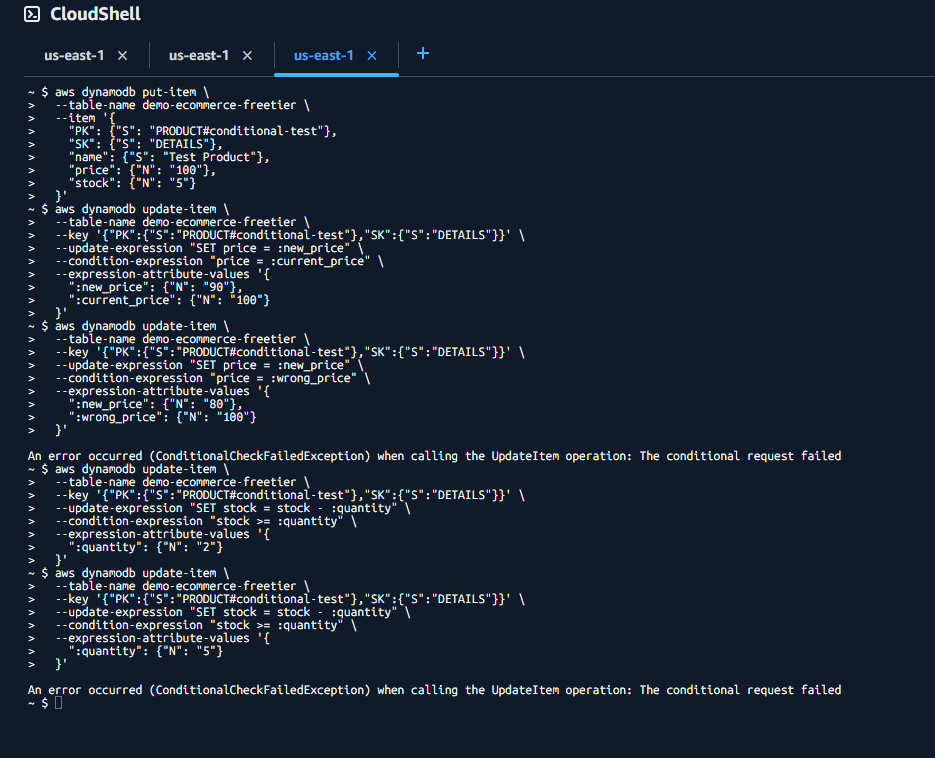 CloudShell
us-east-1 × us-east-1 × us-east-1 × +
~ $ aws dynamodb put-item \
>   --table-name demo-ecommerce-freetier \
>   --item '{
>     "PK": {"S": "PRODUCT#conditional-test"},
>     "SK": {"S": "DETAILS"},
>     "name": {"S": "Test Product"},
>     "price": {"N": "100"},
>     "stock": {"N": "5"}
>   }'
~ $ aws dynamodb update-item \
>   --table-name demo-ecommerce-freetier \
>   --key '{"PK":{"S":"PRODUCT#conditional-test"},"SK":{"S":"DETAILS"}}' \
>   --update-expression "SET price = :new_price" \
>   --condition-expression "price = :current_price" \
>   --expression-attribute-values '{
>     ":new_price": {"N": "90"},
>     ":current_price": {"N": "100"}
>   }'
~ $ aws dynamodb update-item \
>   --table-name demo-ecommerce-freetier \
>   --key '{"PK":{"S":"PRODUCT#conditional-test"},"SK":{"S":"DETAILS"}}' \
>   --update-expression "SET price = :new_price" \
>   --condition-expression "price = :wrong_price" \
>   --expression-attribute-values '{
>     ":new_price": {"N": "80"},
>     ":wrong_price": {"N": "100"}
>   }'
An error occurred (ConditionalCheckFailedException) when calling the UpdateItem operation: The conditional request failed
~ $ aws dynamodb update-item \
>   --table-name demo-ecommerce-freetier \
>   --key '{"PK":{"S":"PRODUCT#conditional-test"},"SK":{"S":"DETAILS"}}' \
>   --update-expression "SET stock = stock - :quantity" \
>   --condition-expression "stock >= :quantity" \
>   --expression-attribute-values '{
>     ":quantity": {"N": "2"}
>   }'
~ $ aws dynamodb update-item \
>   --table-name demo-ecommerce-freetier \
>   --key '{"PK":{"S":"PRODUCT#conditional-test"},"SK":{"S":"DETAILS"}}' \
>   --update-expression "SET stock = stock - :quantity" \
>   --condition-expression "stock >= :quantity" \
>   --expression-attribute-values '{
>     ":quantity": {"N": "5"}
>   }'
An error occurred (ConditionalCheckFailedException) when calling the UpdateItem operation: The conditional request failed
~ $